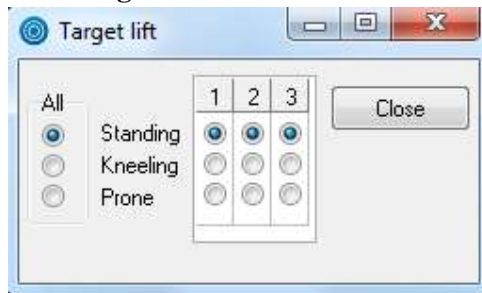 Target lift
All
1 2 3
Close
Standing
Kneeling
Prone